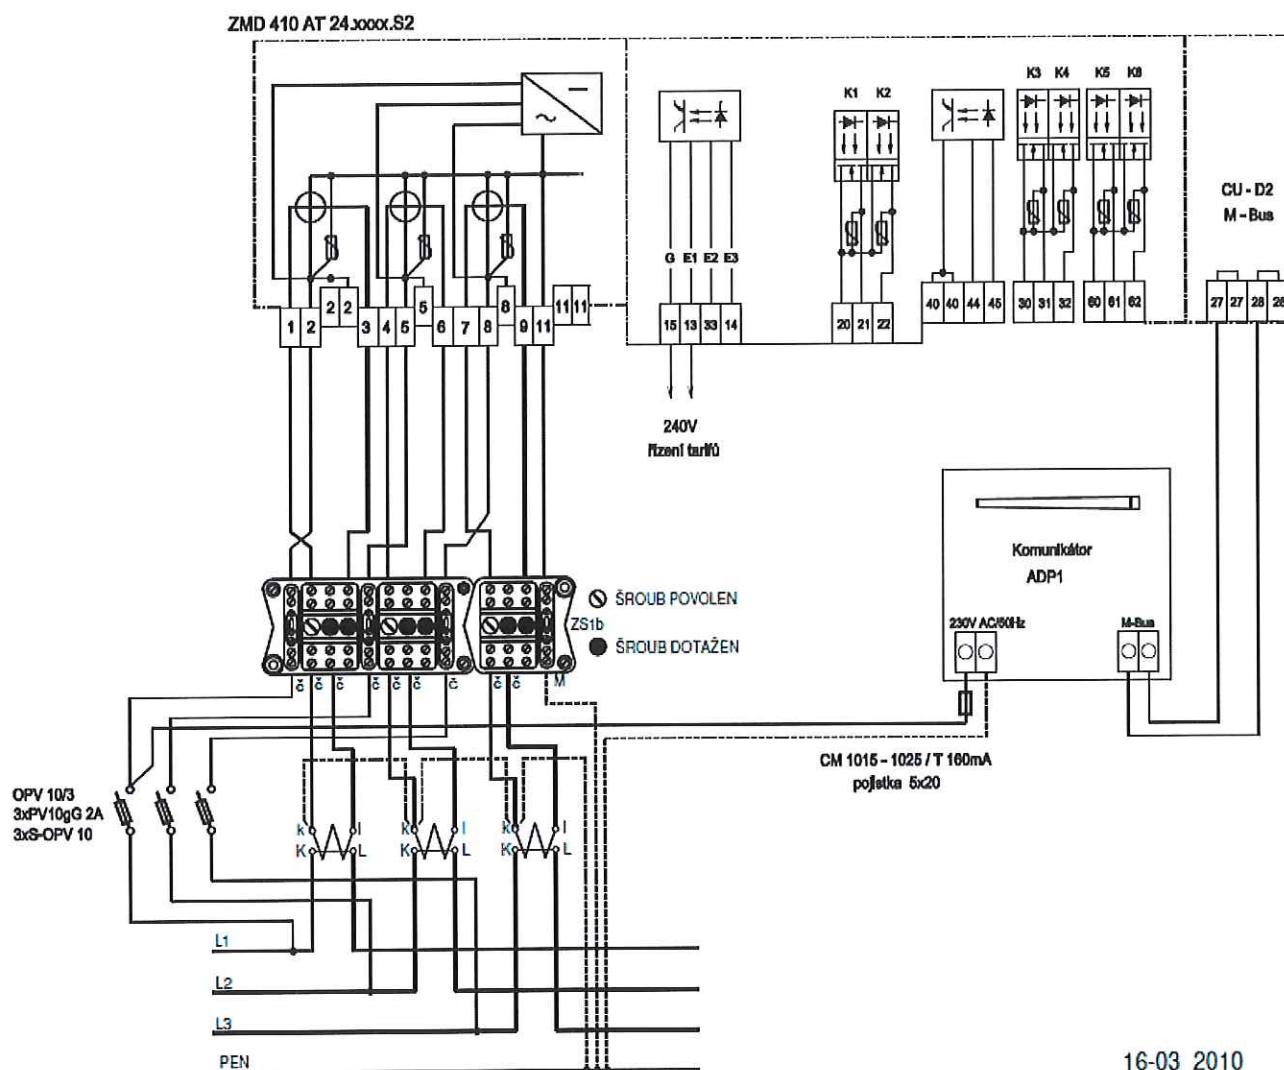 ZMD 410 AT 24.xxxx.S2
K1 K2
K3 K4 K5 K6
CU - D2
M - Bus
G E1 E2 E3
1 2 2 2 3 4 5 5 6 7 8 8 9 11 11 11
15 13 33 14
20 21 22
40 40 44 45
30 31 32
60 61 62
27 27 28 28
240V
řízení tarifů
Komunikátor
ADP1
230V AC/50Hz
M-Bus
ŠROUB POVOLEN
ZS1b
ŠROUB DOTAŽEN
Č Č Č Č Č Č Č Č Č M
CM 1015 - 1025 / T 160mA
pojistka 5x20
OPV 10/3
3xPV10gG 2A
3xS-OPV 10
k l k l k l
K L K L K L
L1
L2
L3
PEN
16-03 2010